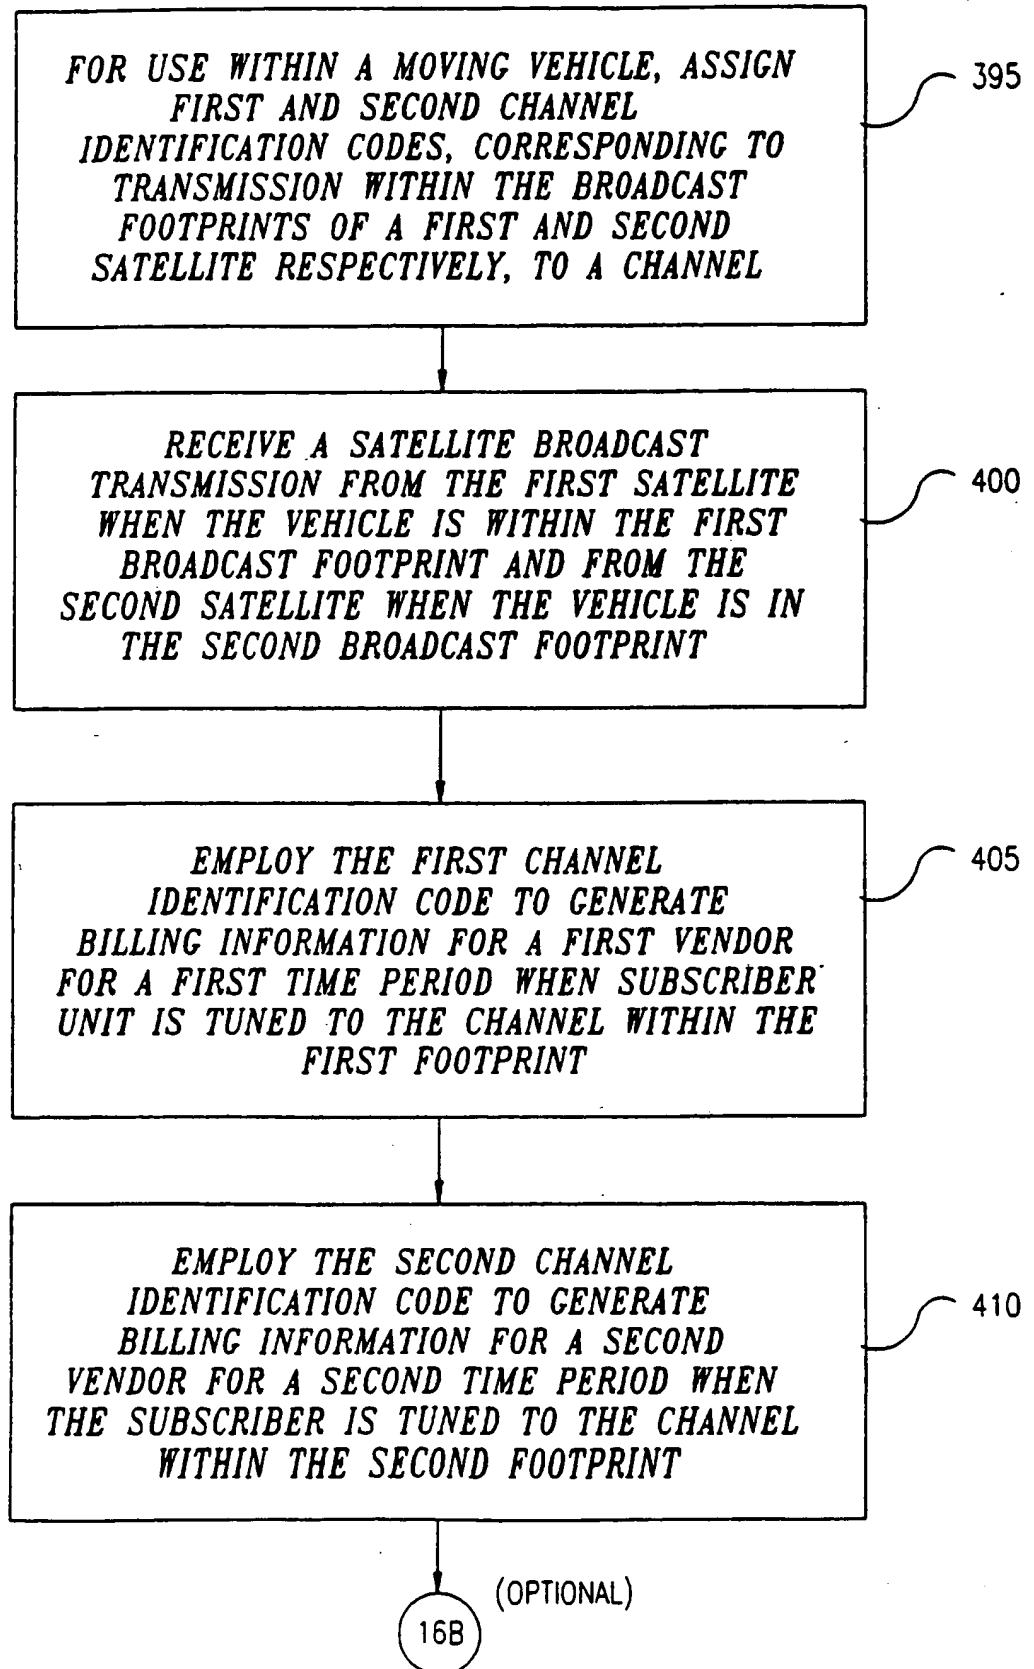 FOR USE WITHIN A MOVING VEHICLE, ASSIGN
FIRST AND SECOND CHANNEL
IDENTIFICATION CODES, CORRESPONDING TO
TRANSMISSION WITHIN THE BROADCAST
FOOTPRINTS OF A FIRST AND SECOND
SATELLITE RESPECTIVELY, TO A CHANNEL
395
RECEIVE A SATELLITE BROADCAST
TRANSMISSION FROM THE FIRST SATELLITE
WHEN THE VEHICLE IS WITHIN THE FIRST
BROADCAST FOOTPRINT AND FROM THE
SECOND SATELLITE WHEN THE VEHICLE IS IN
THE SECOND BROADCAST FOOTPRINT
400
EMPLOY THE FIRST CHANNEL
IDENTIFICATION CODE TO GENERATE
BILLING INFORMATION FOR A FIRST VENDOR
FOR A FIRST TIME PERIOD WHEN SUBSCRIBER
UNIT IS TUNED TO THE CHANNEL WITHIN THE
FIRST FOOTPRINT
405
EMPLOY THE SECOND CHANNEL
IDENTIFICATION CODE TO GENERATE
BILLING INFORMATION FOR A SECOND
VENDOR FOR A SECOND TIME PERIOD WHEN
THE SUBSCRIBER IS TUNED TO THE CHANNEL
WITHIN THE SECOND FOOTPRINT
410
(OPTIONAL)
16B